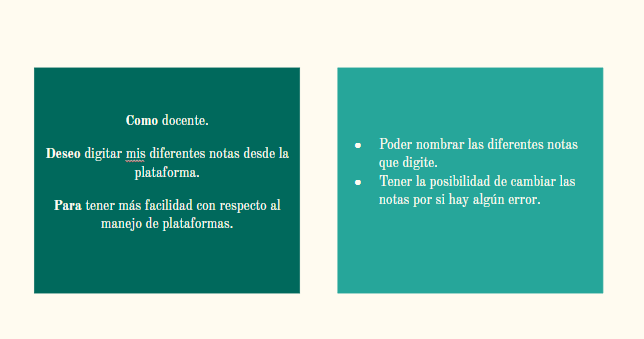 Como docente.
Deseo digitar mis diferentes notas desde la
plataforma.
Para tener más facilidad con respecto al
manejo de plataformas.
● Poder nombrar las diferentes notas
que digite.
● Tener la posibilidad de cambiar las
notas por si hay algún error.